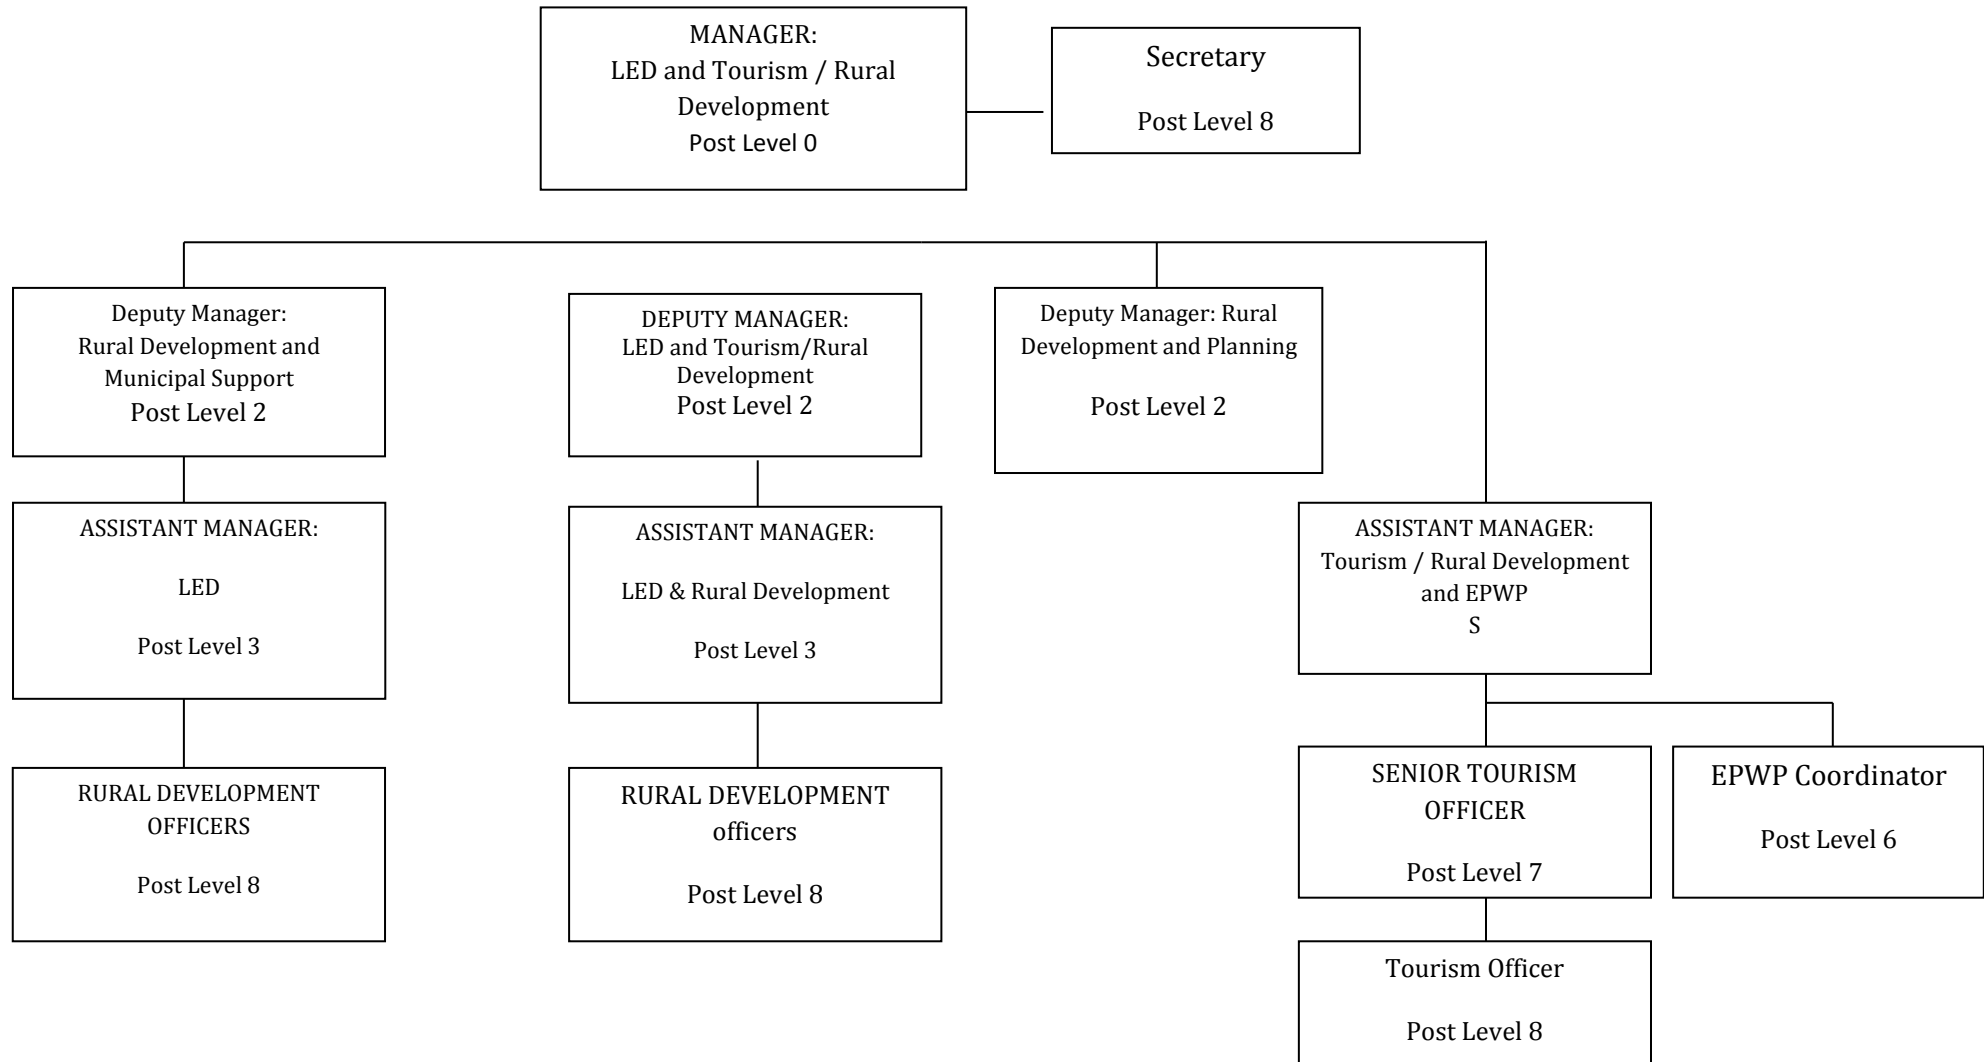 MANAGER:
LED and Tourism / Rural
Development
Post Level 0
Secretary
Post Level 8
Deputy Manager:
Rural Development and
Municipal Support
Post Level 2
DEPUTY MANAGER:
LED and Tourism/Rural
Development
Post Level 2
Deputy Manager: Rural
Development and Planning
Post Level 2
ASSISTANT MANAGER:
LED
Post Level 3
ASSISTANT MANAGER:
LED & Rural Development
Post Level 3
ASSISTANT MANAGER:
Tourism / Rural Development
and EPWP
S
RURAL DEVELOPMENT
OFFICERS
Post Level 8
RURAL DEVELOPMENT
officers
Post Level 8
SENIOR TOURISM
OFFICER
Post Level 7
EPWP Coordinator
Post Level 6
Tourism Officer
Post Level 8